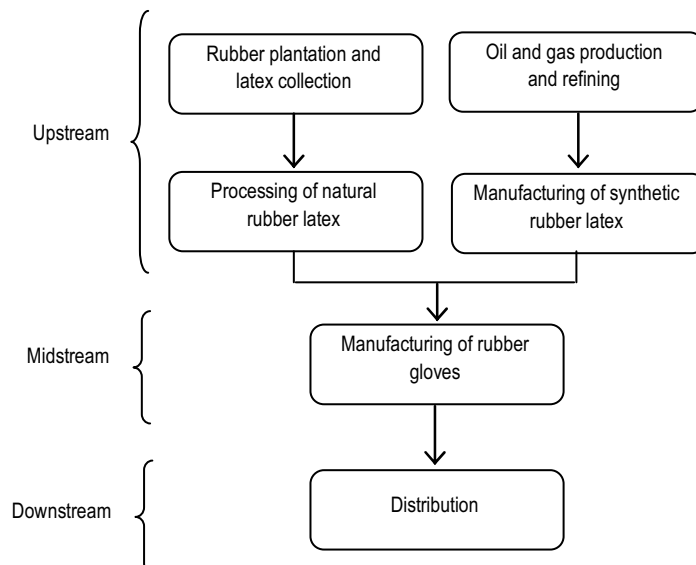 Rubber plantation and
latex collection
Oil and gas production
and refining
Upstream
Processing of natural
rubber latex
Manufacturing of synthetic
rubber latex
Midstream
Manufacturing of rubber
gloves
Downstream
Distribution